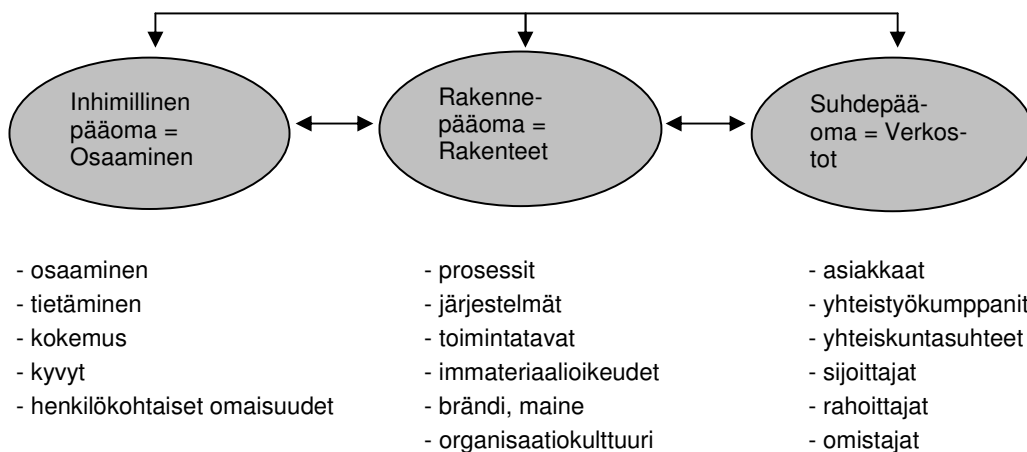 Inhimillinen
pääoma =
Osaaminen
Rakenne-
pääoma =
Rakenteet
Suhdepää-
oma = Verkos-
tot
- osaaminen
- tietäminen
- kokemus
- kyvyt
- henkilökohtaiset omaisuudet
- prosessit
- järjestelmät
- toimintatavat
- immateriaalioikeudet
- brändi, maine
- organisaatiokulttuuri
- asiakkaat
- yhteistyökumppanit
- yhteiskuntasuhteet
- sijoittajat
- rahoittajat
- omistajat